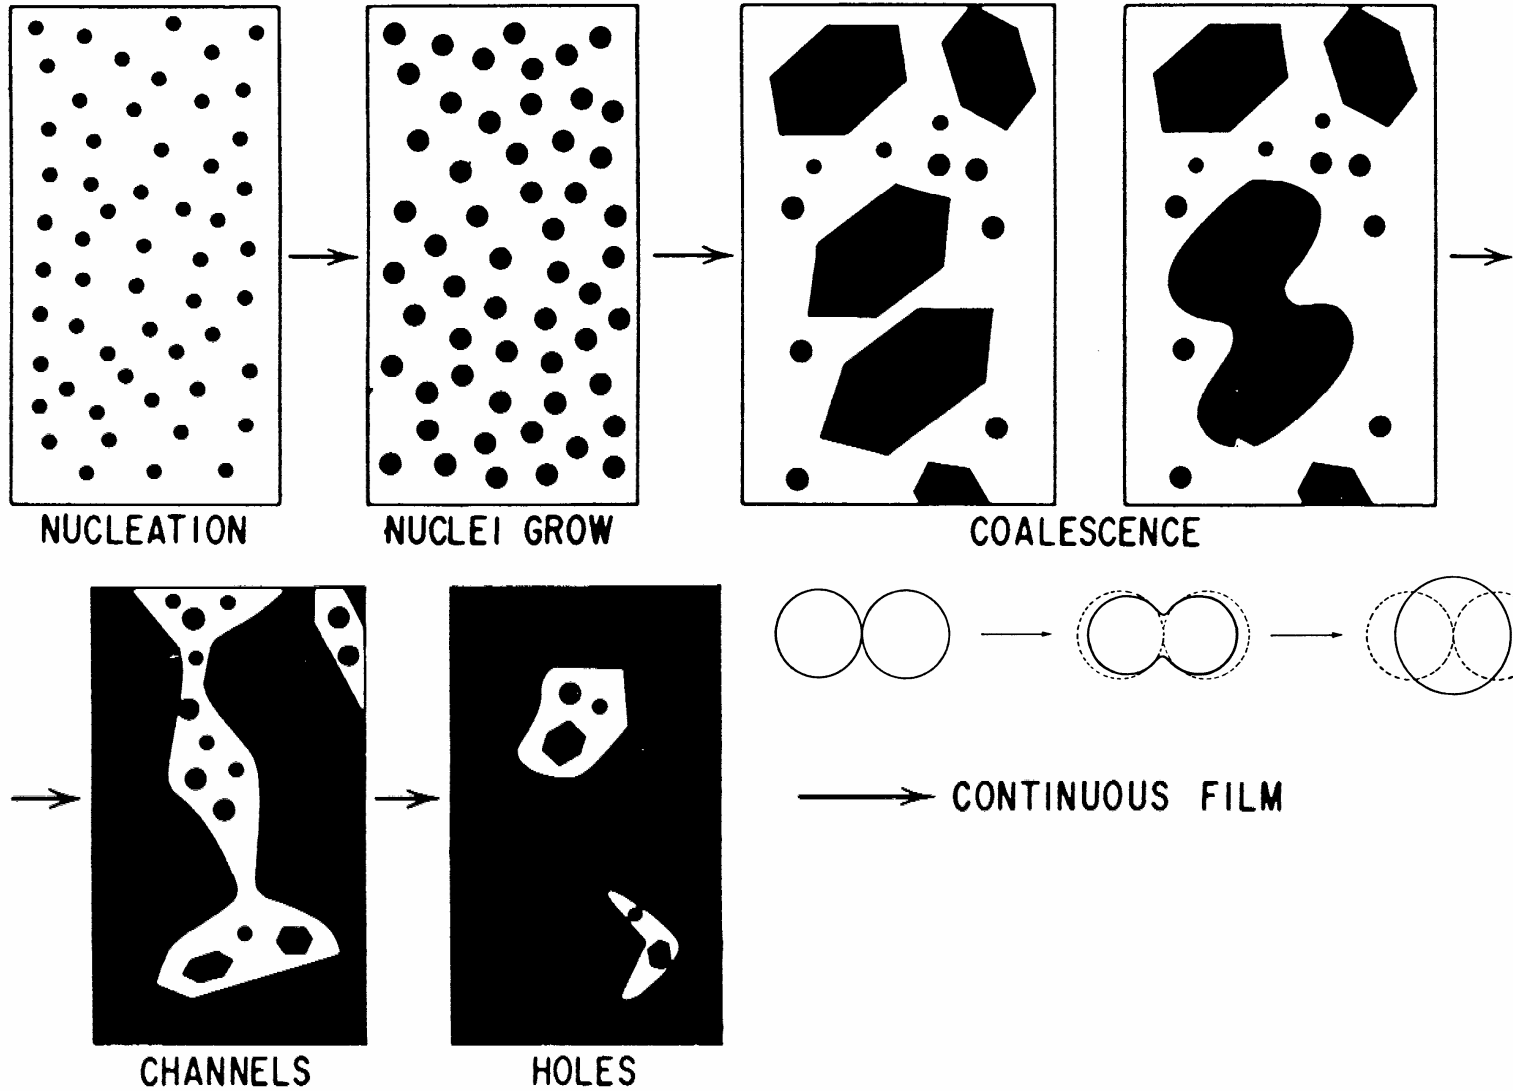 NUCLEATION
NUCLEI GROW
COALESCENCE
CONTINUOUS FILM
CHANNELS
HOLES